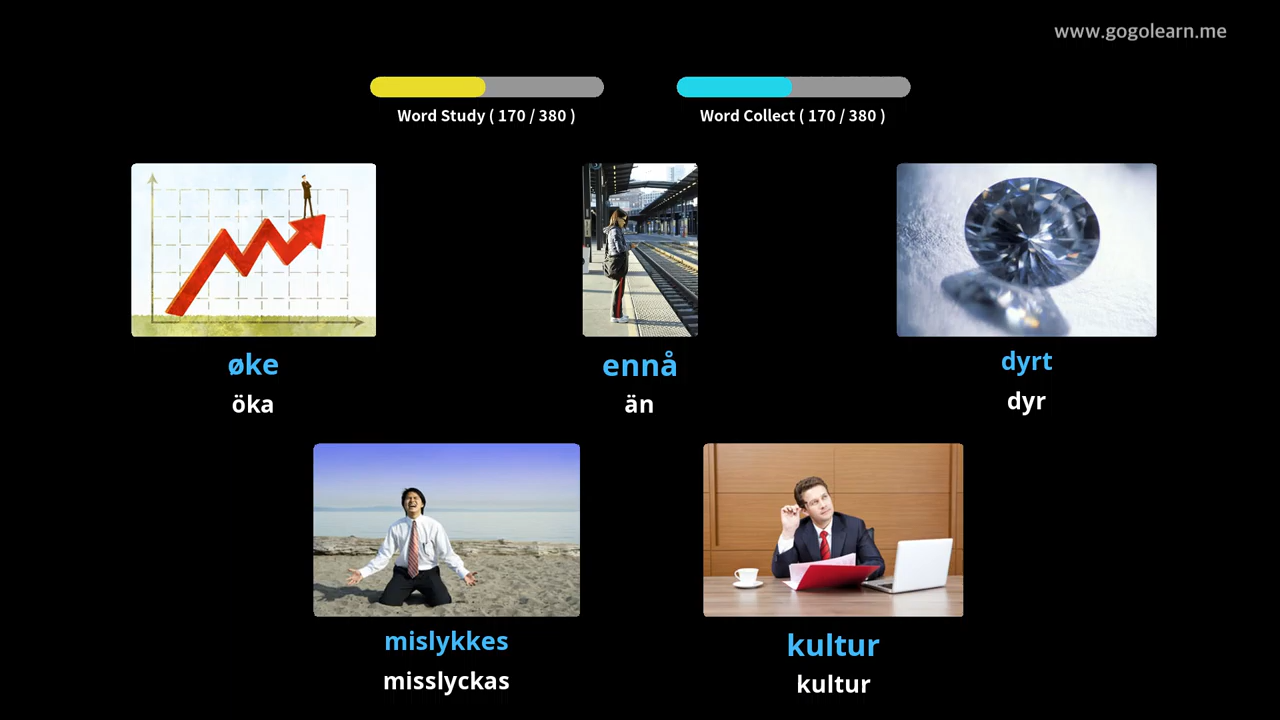 www.gogolearn.me
Word Study ( 170 / 380 )
Word Collect ( 170 / 380 )
øke
öka
ennå
än
dyrt
dyr
mislykkes
misslyckas
kultur
kultur